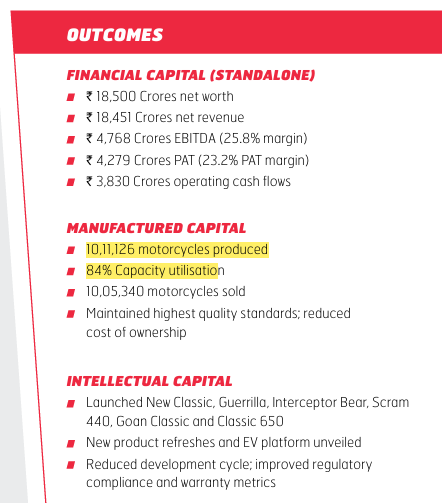 OUTCOMES
FINANCIAL CAPITAL (STANDALONE)
₹ 18,500 Crores net worth
₹ 18,451 Crores net revenue
₹ 4,768 Crores EBITDA (25.8% margin)
₹ 4,279 Crores PAT (23.2% PAT margin)
₹ 3,830 Crores operating cash flows
MANUFACTURED CAPITAL
10,11,126 motorcycles produced
84% Capacity utilisation
10,05,340 motorcycles sold
Maintained highest quality standards; reduced
cost of ownership
INTELLECTUAL CAPITAL
Launched New Classic, Guerrilla, Interceptor Bear, Scram
440, Goan Classic and Classic 650
New product refreshes and EV platform unveiled
Reduced development cycle; improved regulatory
compliance and warranty metrics